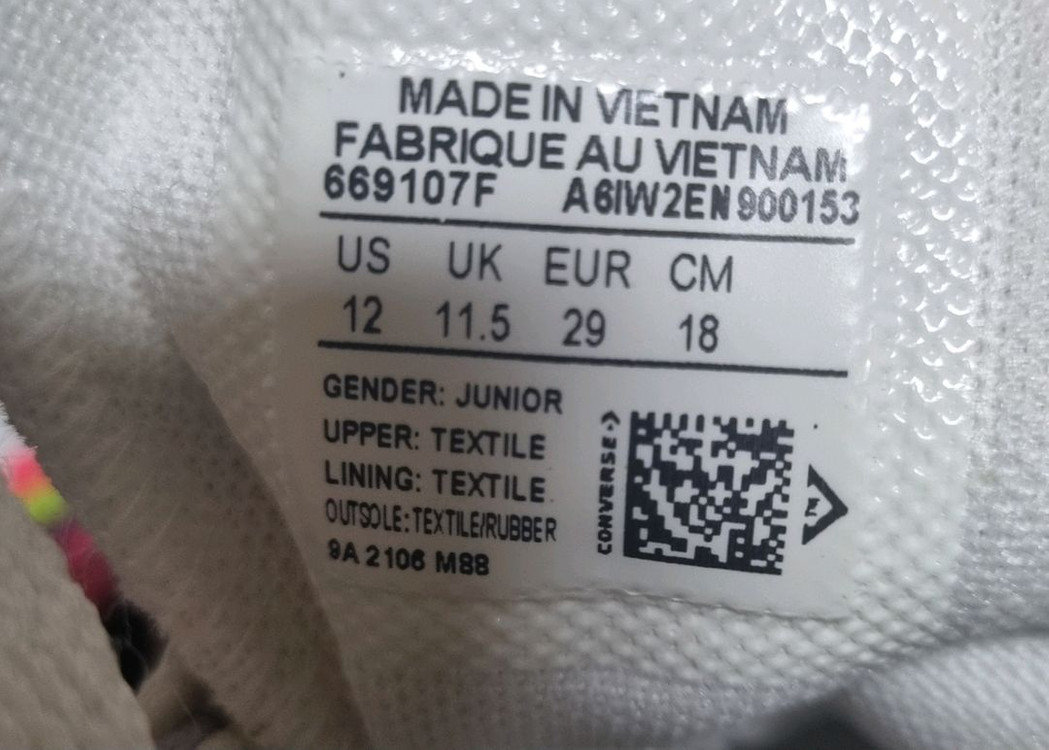 MADE IN VIETNAM
FABRIQUE AU VIETNAM
669107F A6IW2EN900153
US UK EUR CM
12 11.5 29 18
GENDER: JUNIOR
UPPER: TEXTILE
LINING: TEXTILE
OUTSOLE:TEXTILE/RUBBER
9A 2106 M88
CONVERSE